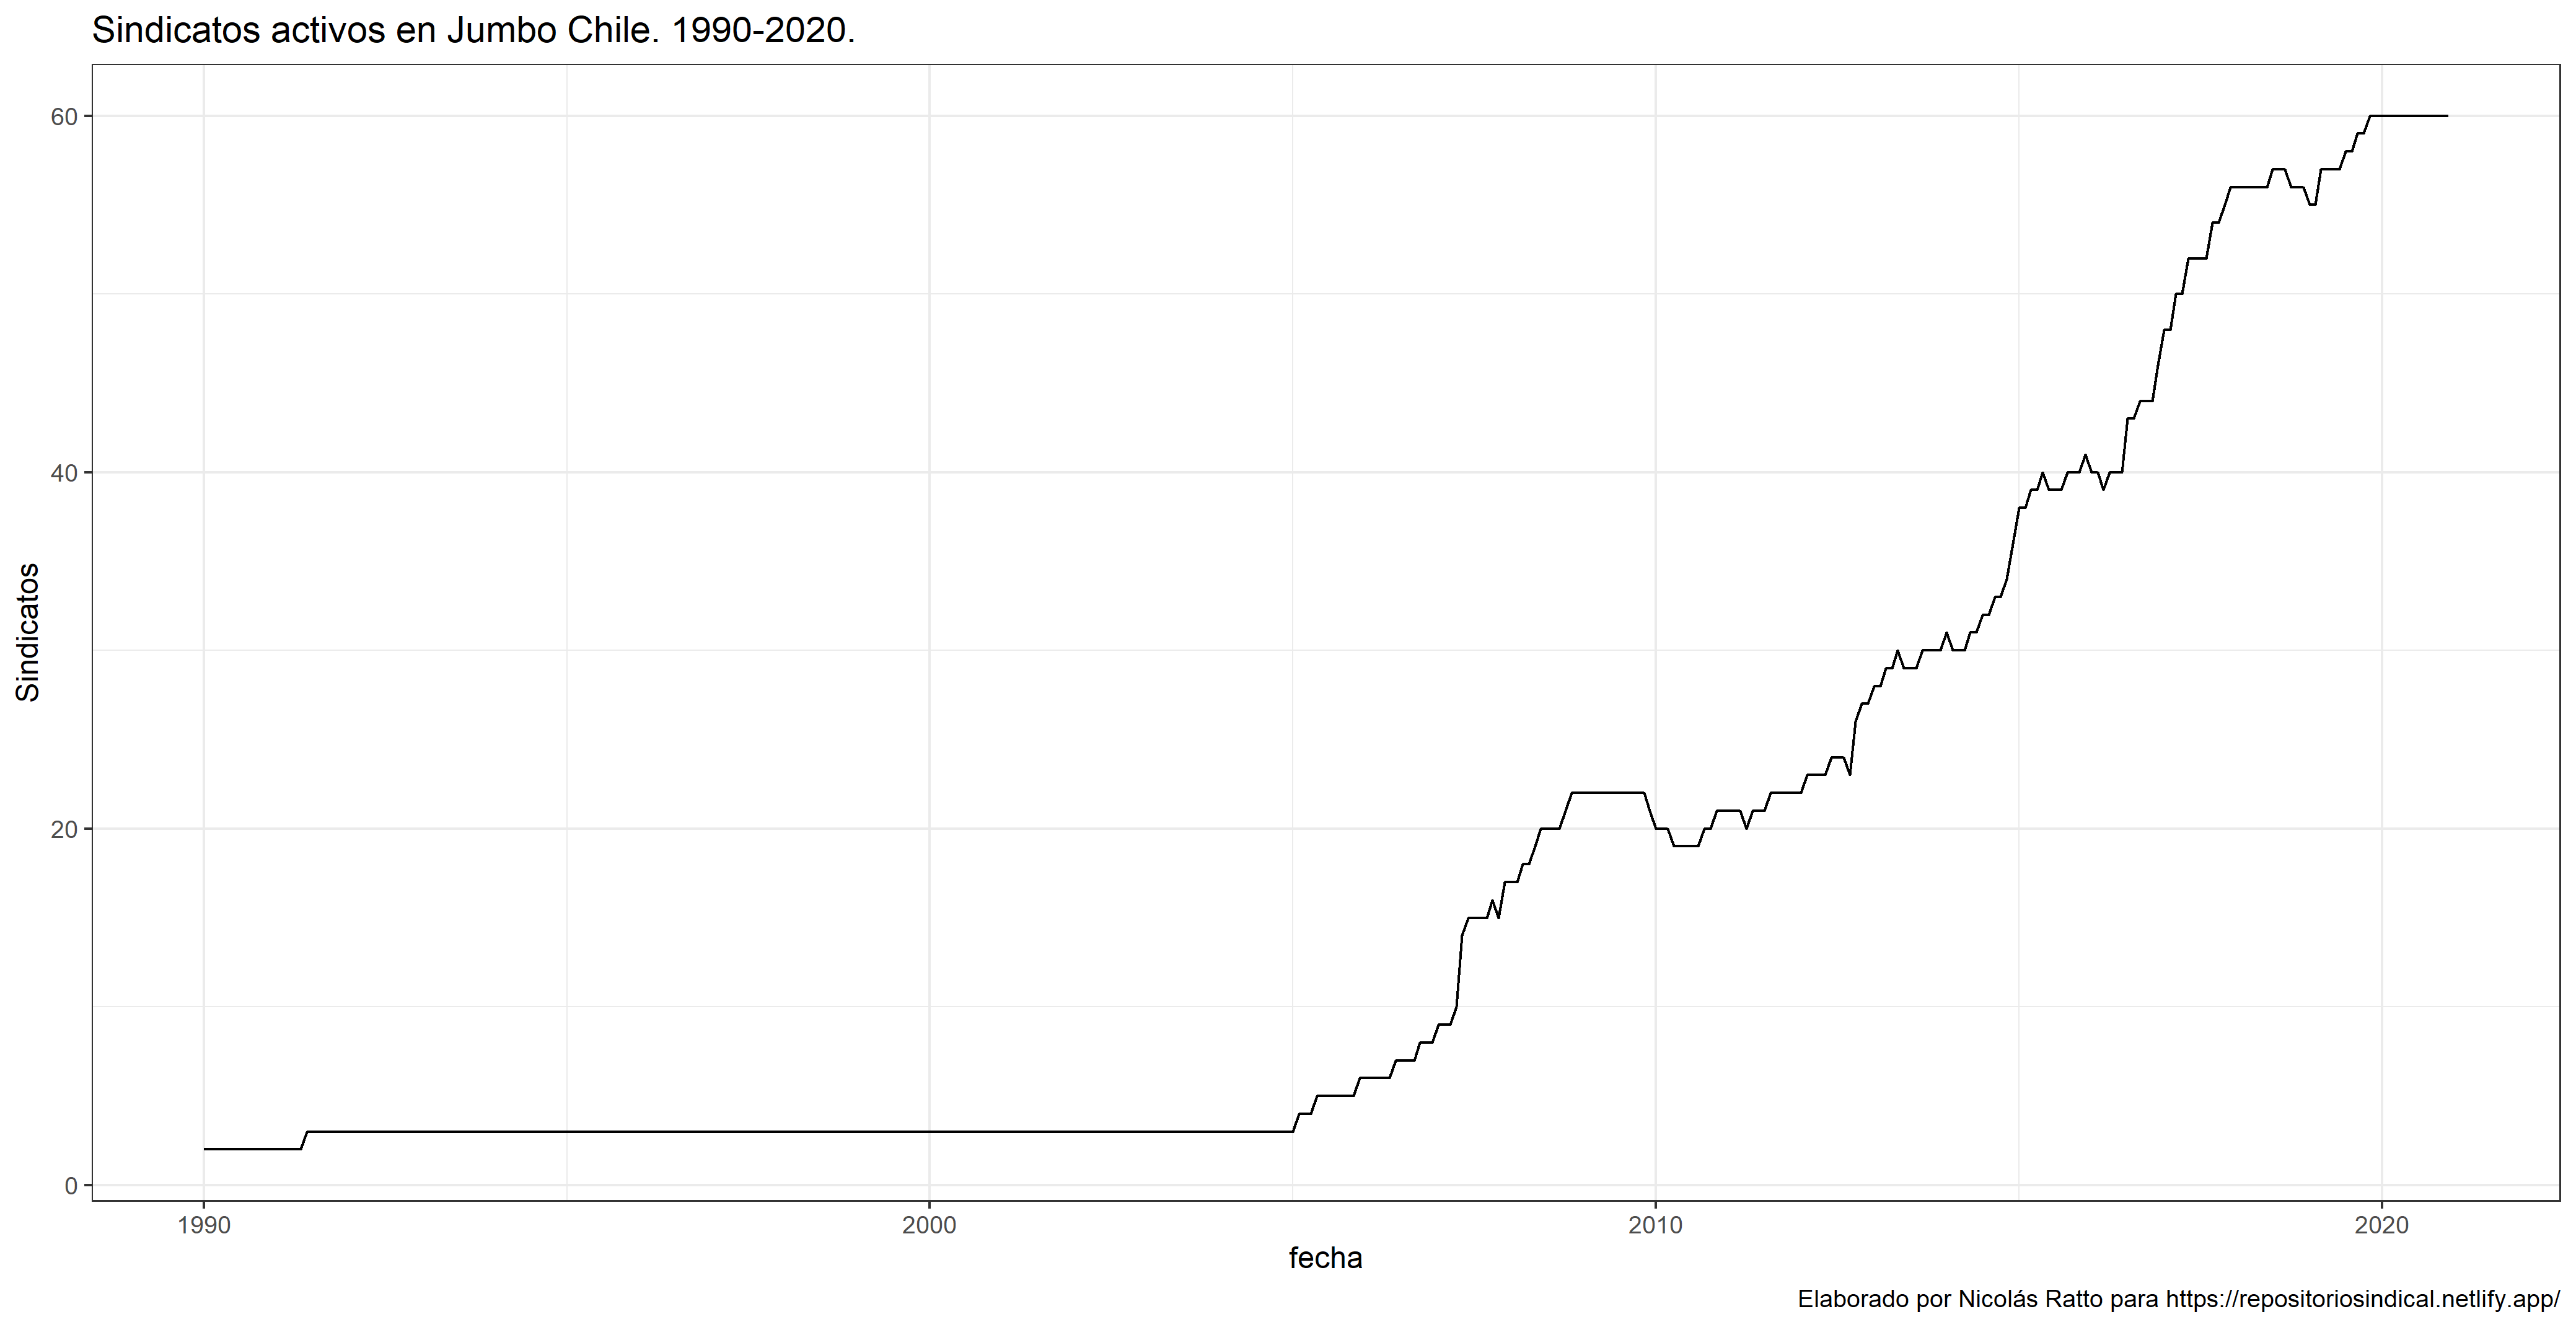 Sindicatos activos en Jumbo Chile. 1990-2020.
60
40
20
0
Sindicatos
1990
2000
2010
2020
fecha
Elaborado por Nicolás Ratto para https://repositoriosindical.netlify.app/